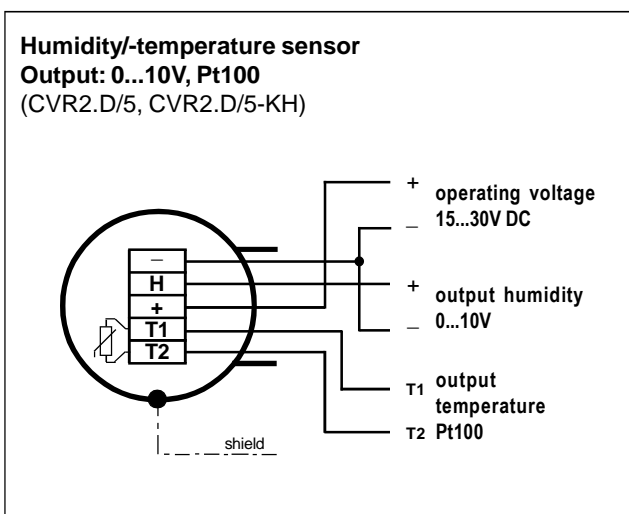 Humidity/-temperature sensor
Output: 0...10V, Pt100
(CVR2.D/5, CVR2.D/5-KH)
+ operating voltage
− 15...30V DC
−
H
+
T1
T2
+ output humidity
− 0...10V
T1 output
temperature
T2 Pt100
shield